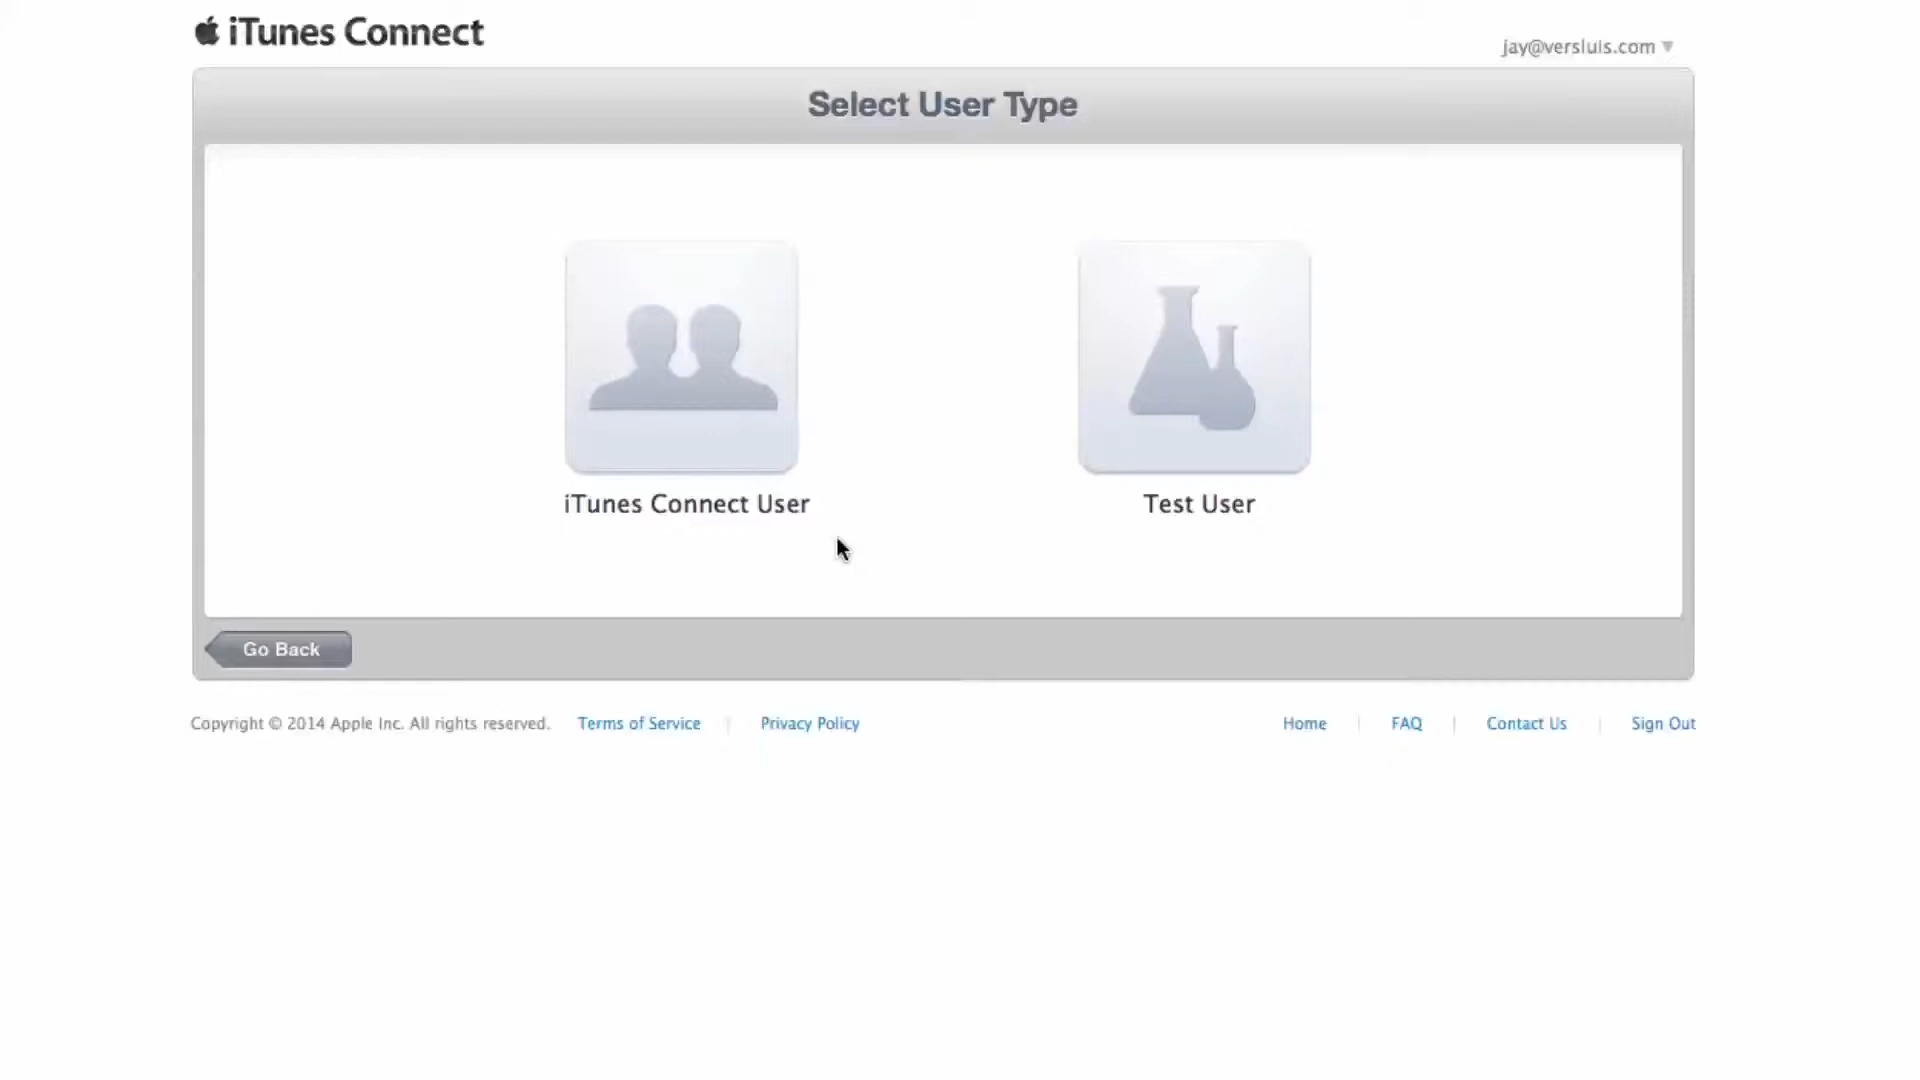 iTunes Connect
jay@versluis.com
Select User Type
iTunes Connect User
Test User
Go Back
Copyright © 2014 Apple Inc. All rights reserved. Terms of Service Privacy Policy Home FAQ Contact Us Sign Out